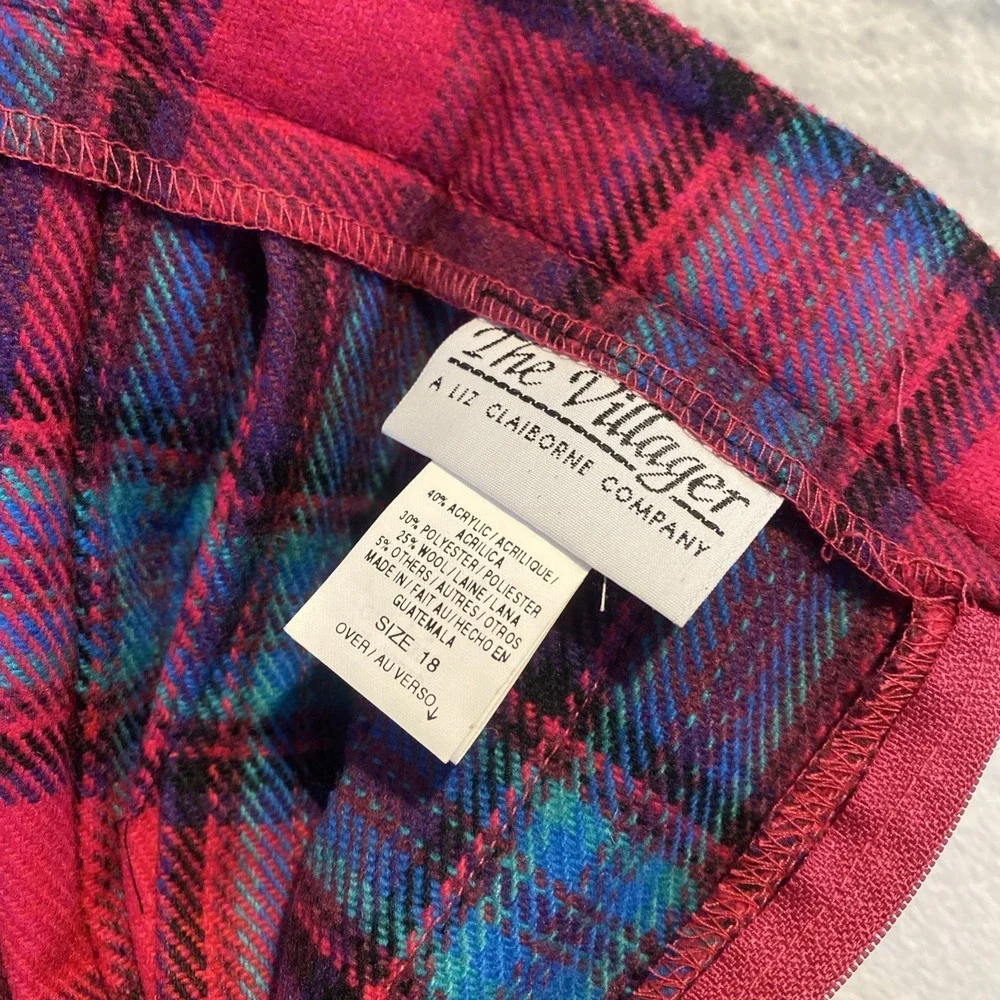 The Villager
A LIZ CLAIBORNE COMPANY
40% ACRYLIC/ACRILIQUE/
ACRILICA
30% POLYESTER/POLIESTER
25% WOOL/LAINE/LANA
5% OTHERS/AUTRES/OTROS
MADE IN/FAIT AU/HECHO EN
GUATEMALA
SIZE 18
OVER/AU VERSO↓